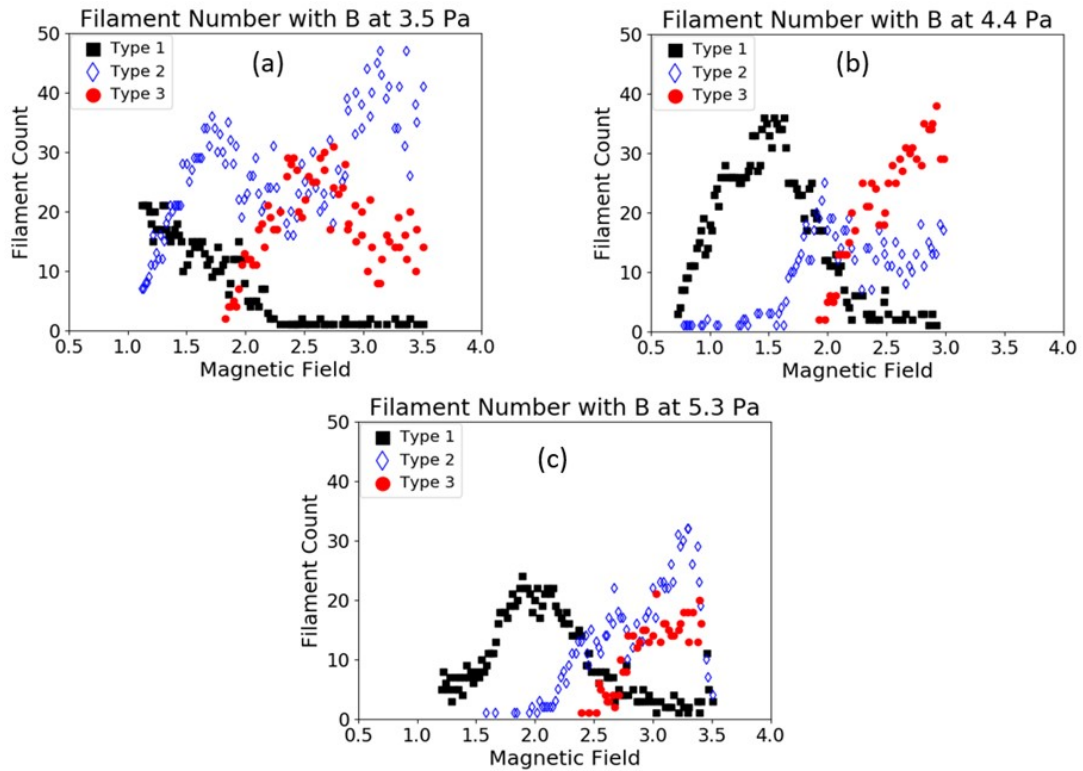 Filament Number with B at 3.5 Pa
(a)
Type 1
Type 2
Type 3
Filament Count
50
40
30
20
10
0
0.5 1.0 1.5 2.0 2.5 3.0 3.5 4.0
Magnetic Field
Filament Number with B at 4.4 Pa
(b)
Type 1
Type 2
Type 3
Filament Count
50
40
30
20
10
0
0.5 1.0 1.5 2.0 2.5 3.0 3.5 4.0
Magnetic Field
Filament Number with B at 5.3 Pa
(c)
Type 1
Type 2
Type 3
Filament Count
50
40
30
20
10
0
0.5 1.0 1.5 2.0 2.5 3.0 3.5 4.0
Magnetic Field